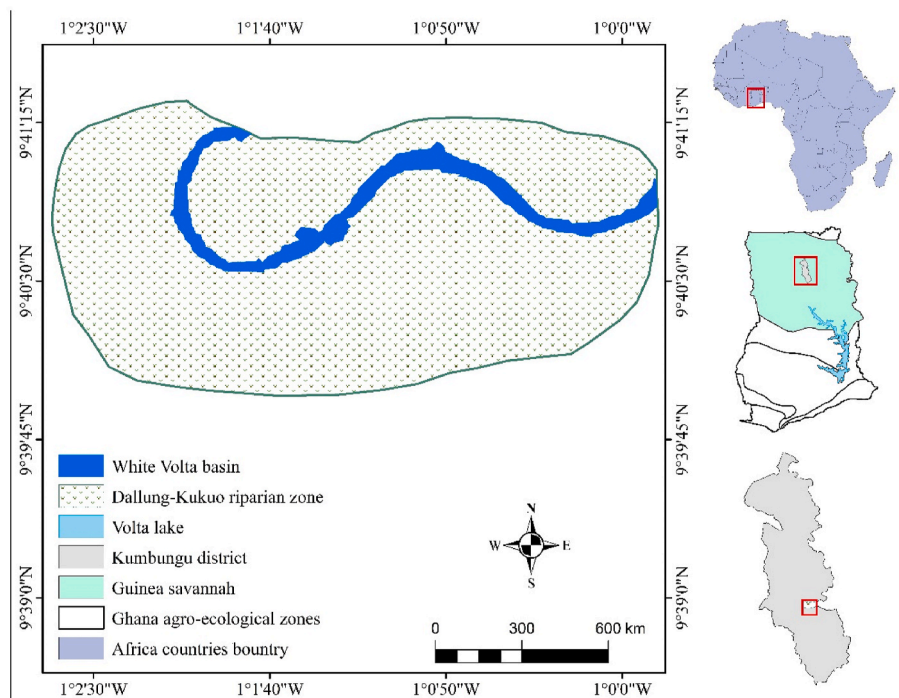 1°2'30"W 1°1'40"W 1°0'50"W 1°0'0"W
9°41'15"N 9°41'15"N
9°40'30"N 9°40'30"N
9°39'45"N 9°39'45"N
9°39'0"N 9°39'0"N
White Volta basin
Dallung-Kukuo riparian zone
Volta lake
Kumbungu district
Guinea savannah
Ghana agro-ecological zones
Africa countries bountry
N
W E
S
0 300 600 km
1°2'30"W 1°1'40"W 1°0'50"W 1°0'0"W